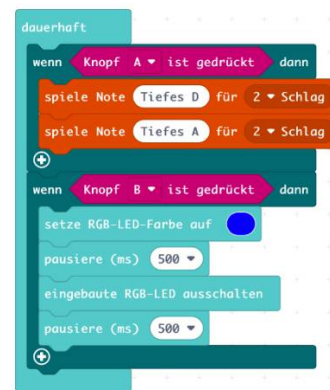 dauerhaft
wenn Knopf A ist gedrückt dann
spiele Note Tiefes D für 2 Schlag
spiele Note Tiefes A für 2 Schlag
wenn Knopf B ist gedrückt dann
setze RGB-LED-Farbe auf
pausiere (ms) 500
eingebaute RGB-LED ausschalten
pausiere (ms) 500